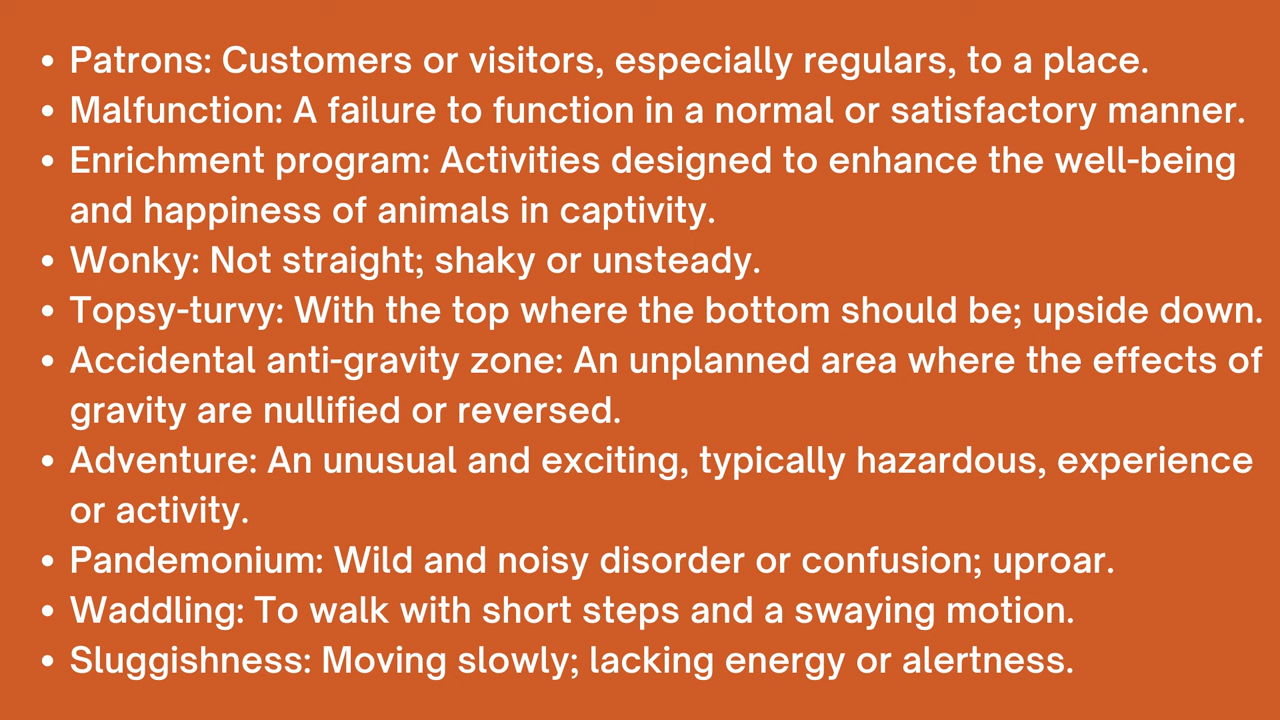 • Patrons: Customers or visitors, especially regulars, to a place.
• Malfunction: A failure to function in a normal or satisfactory manner.
• Enrichment program: Activities designed to enhance the well-being
and happiness of animals in captivity.
• Wonky: Not straight; shaky or unsteady.
• Topsy-turvy: With the top where the bottom should be; upside down.
• Accidental anti-gravity zone: An unplanned area where the effects of
gravity are nullified or reversed.
• Adventure: An unusual and exciting, typically hazardous, experience
or activity.
• Pandemonium: Wild and noisy disorder or confusion; uproar.
• Waddling: To walk with short steps and a swaying motion.
• Sluggishness: Moving slowly; lacking energy or alertness.